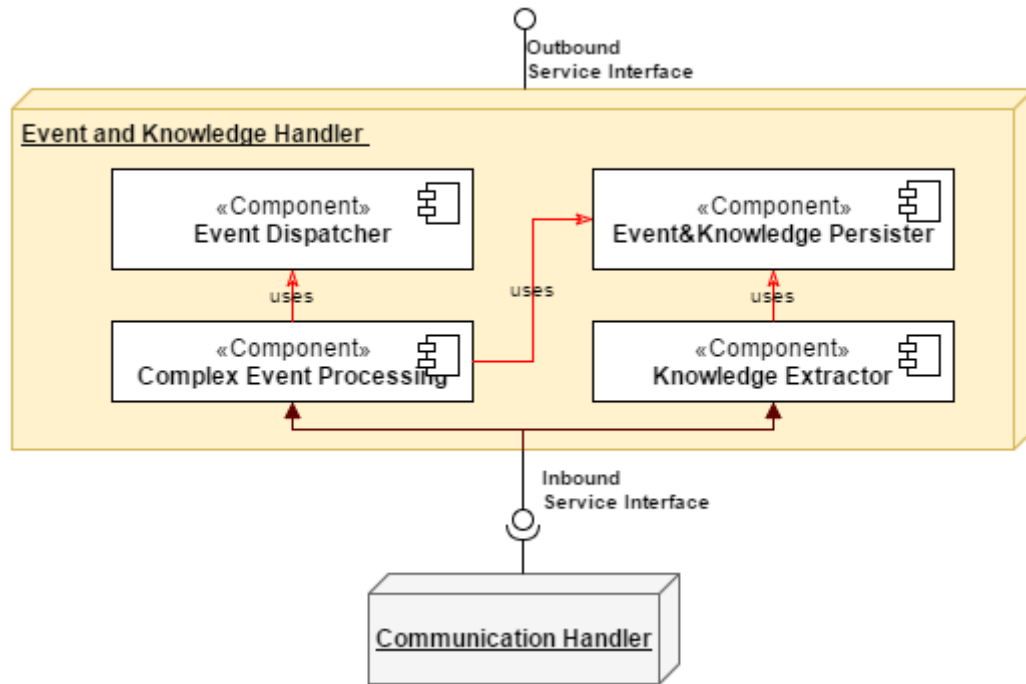 Outbound
Service Interface
Event and Knowledge Handler
«Component»
Event Dispatcher
«Component»
Event&Knowledge Persister
uses
uses
uses
«Component»
Complex Event Processing
«Component»
Knowledge Extractor
Inbound
Service Interface
Communication Handler